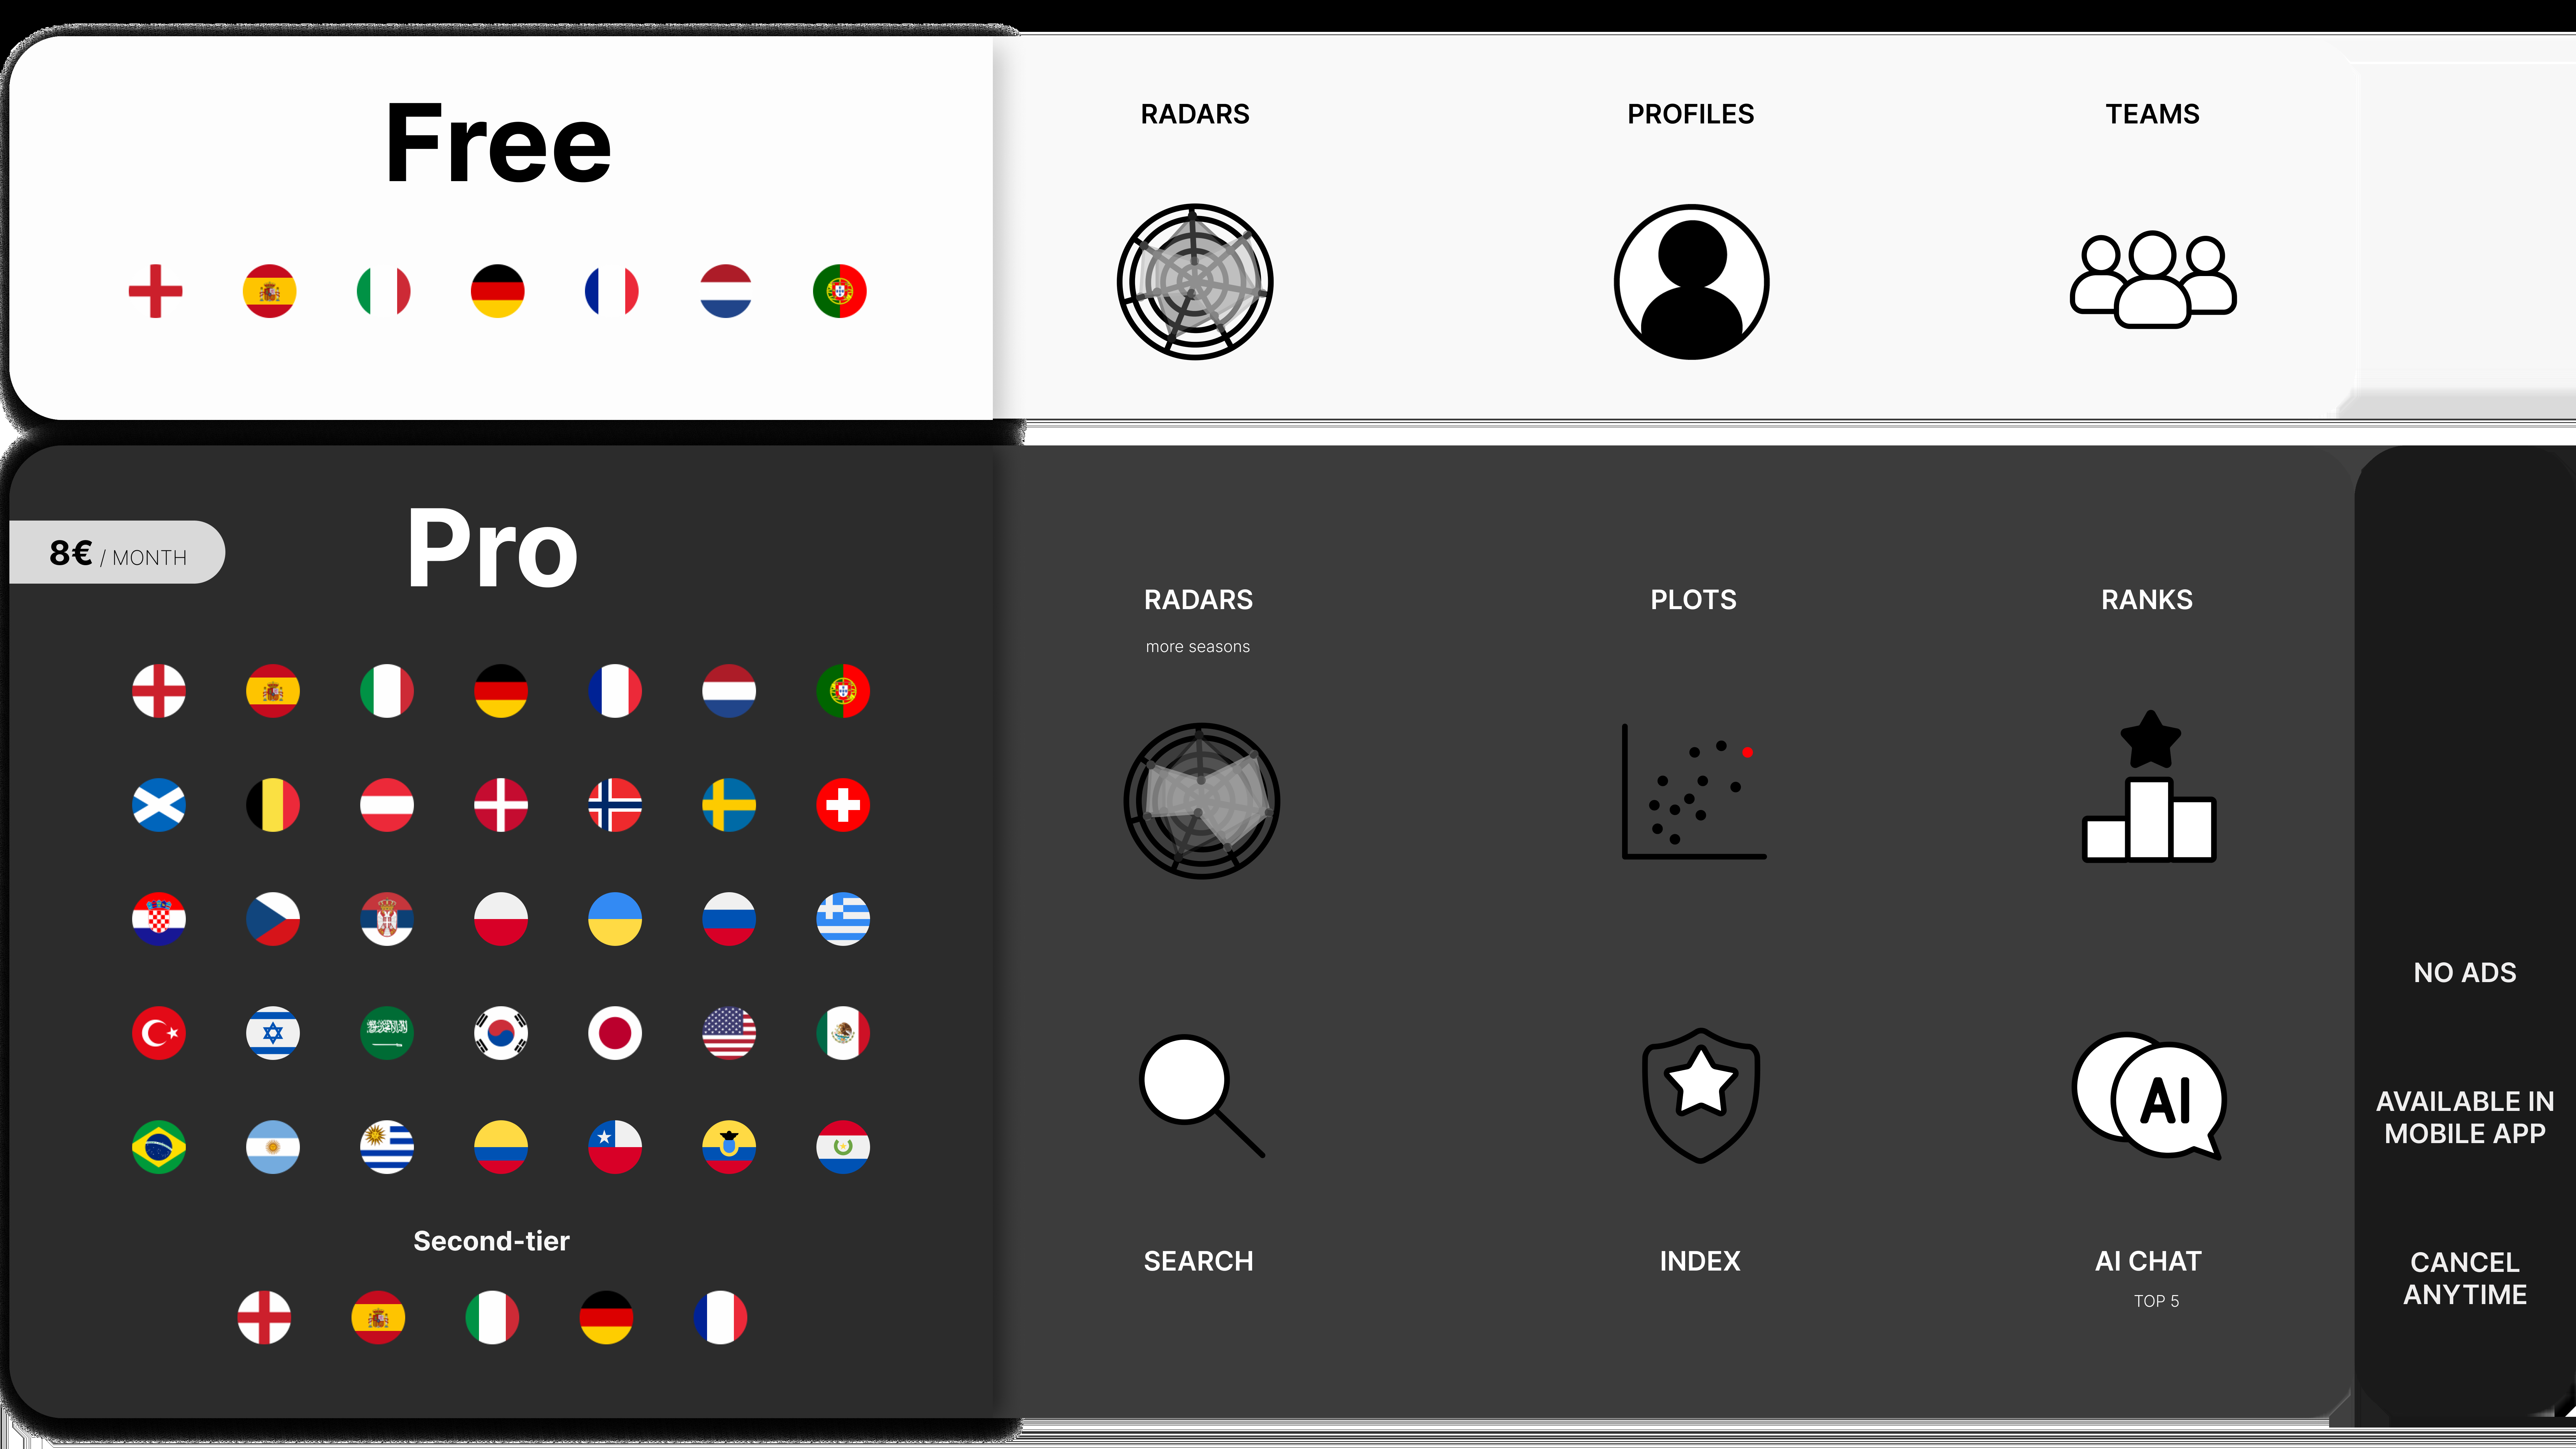 Free
RADARS
PROFILES
TEAMS
Pro
8€ / MONTH
RADARS
more seasons
PLOTS
RANKS
SEARCH
INDEX
AI
AI CHAT
TOP 5
Second-tier
NO ADS
AVAILABLE IN
MOBILE APP
CANCEL
ANYTIME